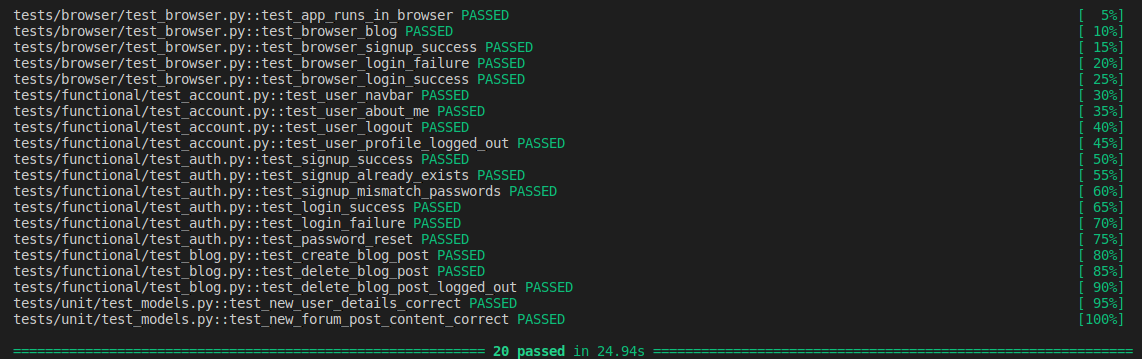 tests/browser/test_browser.py::test_app_runs_in_browser PASSED [  5%]
tests/browser/test_browser.py::test_browser_blog PASSED [ 10%]
tests/browser/test_browser.py::test_browser_signup_success PASSED [ 15%]
tests/browser/test_browser.py::test_browser_login_failure PASSED [ 20%]
tests/browser/test_browser.py::test_browser_login_success PASSED [ 25%]
tests/functional/test_account.py::test_user_navbar PASSED [ 30%]
tests/functional/test_account.py::test_user_about_me PASSED [ 35%]
tests/functional/test_account.py::test_user_logout PASSED [ 40%]
tests/functional/test_account.py::test_user_profile_logged_out PASSED [ 45%]
tests/functional/test_auth.py::test_signup_success PASSED [ 50%]
tests/functional/test_auth.py::test_signup_already_exists PASSED [ 55%]
tests/functional/test_auth.py::test_signup_mismatch_passwords PASSED [ 60%]
tests/functional/test_auth.py::test_login_success PASSED [ 65%]
tests/functional/test_auth.py::test_login_failure PASSED [ 70%]
tests/functional/test_auth.py::test_password_reset PASSED [ 75%]
tests/functional/test_blog.py::test_create_blog_post PASSED [ 80%]
tests/functional/test_blog.py::test_delete_blog_post PASSED [ 85%]
tests/functional/test_blog.py::test_delete_blog_post_logged_out PASSED [ 90%]
tests/unit/test_models.py::test_new_user_details_correct PASSED [ 95%]
tests/unit/test_models.py::test_new_forum_post_content_correct PASSED [100%]
=========================================================== 20 passed in 24.94s ============================================================